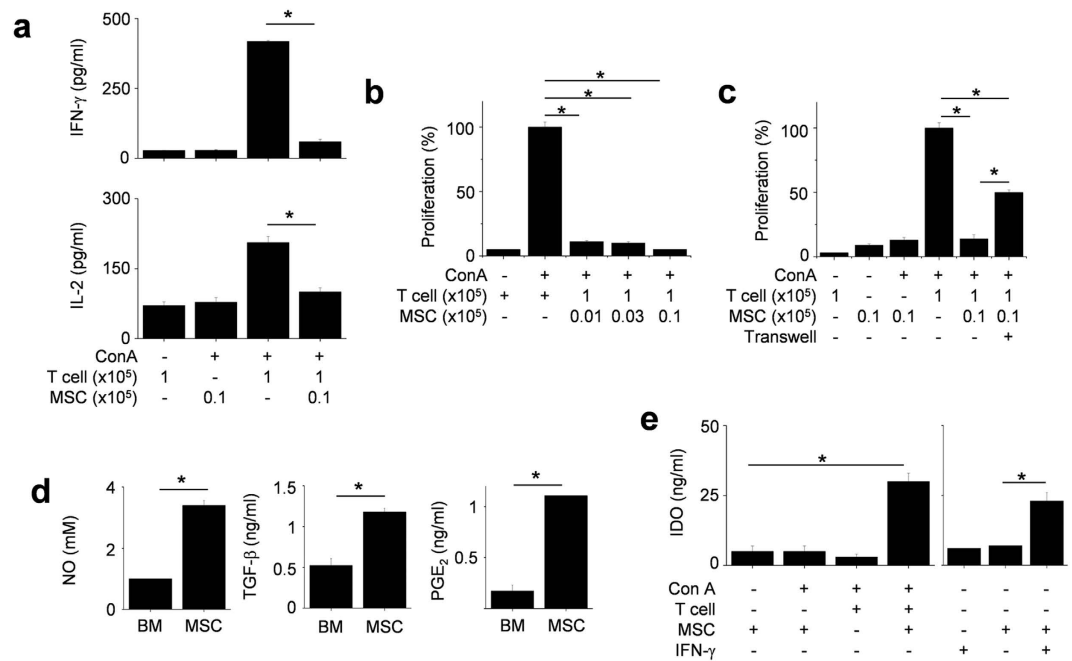 a
500
250
0
IFN-γ (pg/ml)
*
300
150
0
IL-2 (pg/ml)
*
ConA - + + +
T cell (x10⁵) 1 - 1 1
MSC (x10⁵) - 0.1 - 0.1
b
* * *
100
50
0
Proliferation (%)
ConA - + + + +
T cell (x10⁵) + + 1 1 1
MSC (x10⁵) - - 0.01 0.03 0.1
c
* * *
100
50
0
Proliferation (%)
ConA - - + + + +
T cell (x10⁵) 1 - - 1 1 1
MSC (x10⁵) - 0.1 0.1 - 0.1 0.1
Transwell +
d
4
2
0
NO (mM)
*
BM MSC
1.5
1
0.5
0
TGF-β (ng/ml)
*
BM MSC
1
0.5
0
PGE₂ (ng/ml)
*
BM MSC
e
50
25
0
IDO (ng/ml)
* *
Con A - + + + - - -
T cell - - + + - - -
MSC + + - + - + +
IFN-γ - - - - + - +